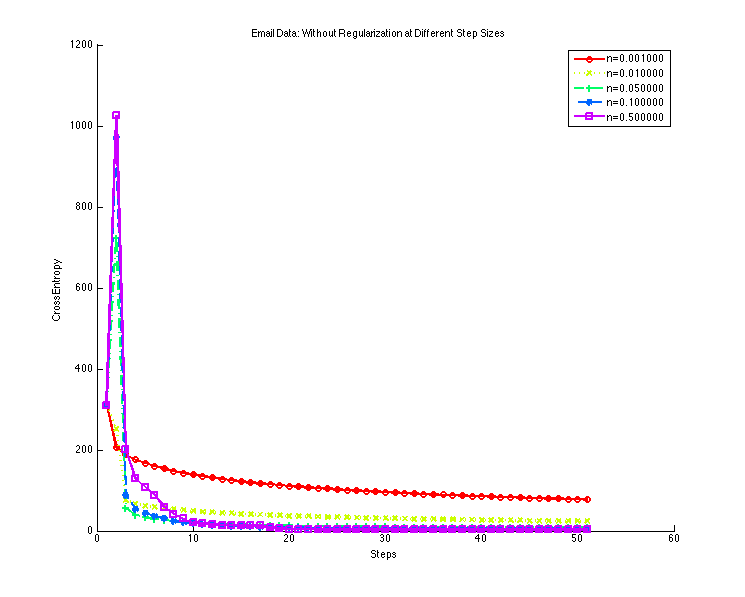 Email Data: Without Regularization at Different Step Sizes
1200
1000
800
600
400
200
0
CrossEntropy
0
10
20
30
40
50
60
Steps
n=0.001000
n=0.010000
n=0.050000
n=0.100000
n=0.500000